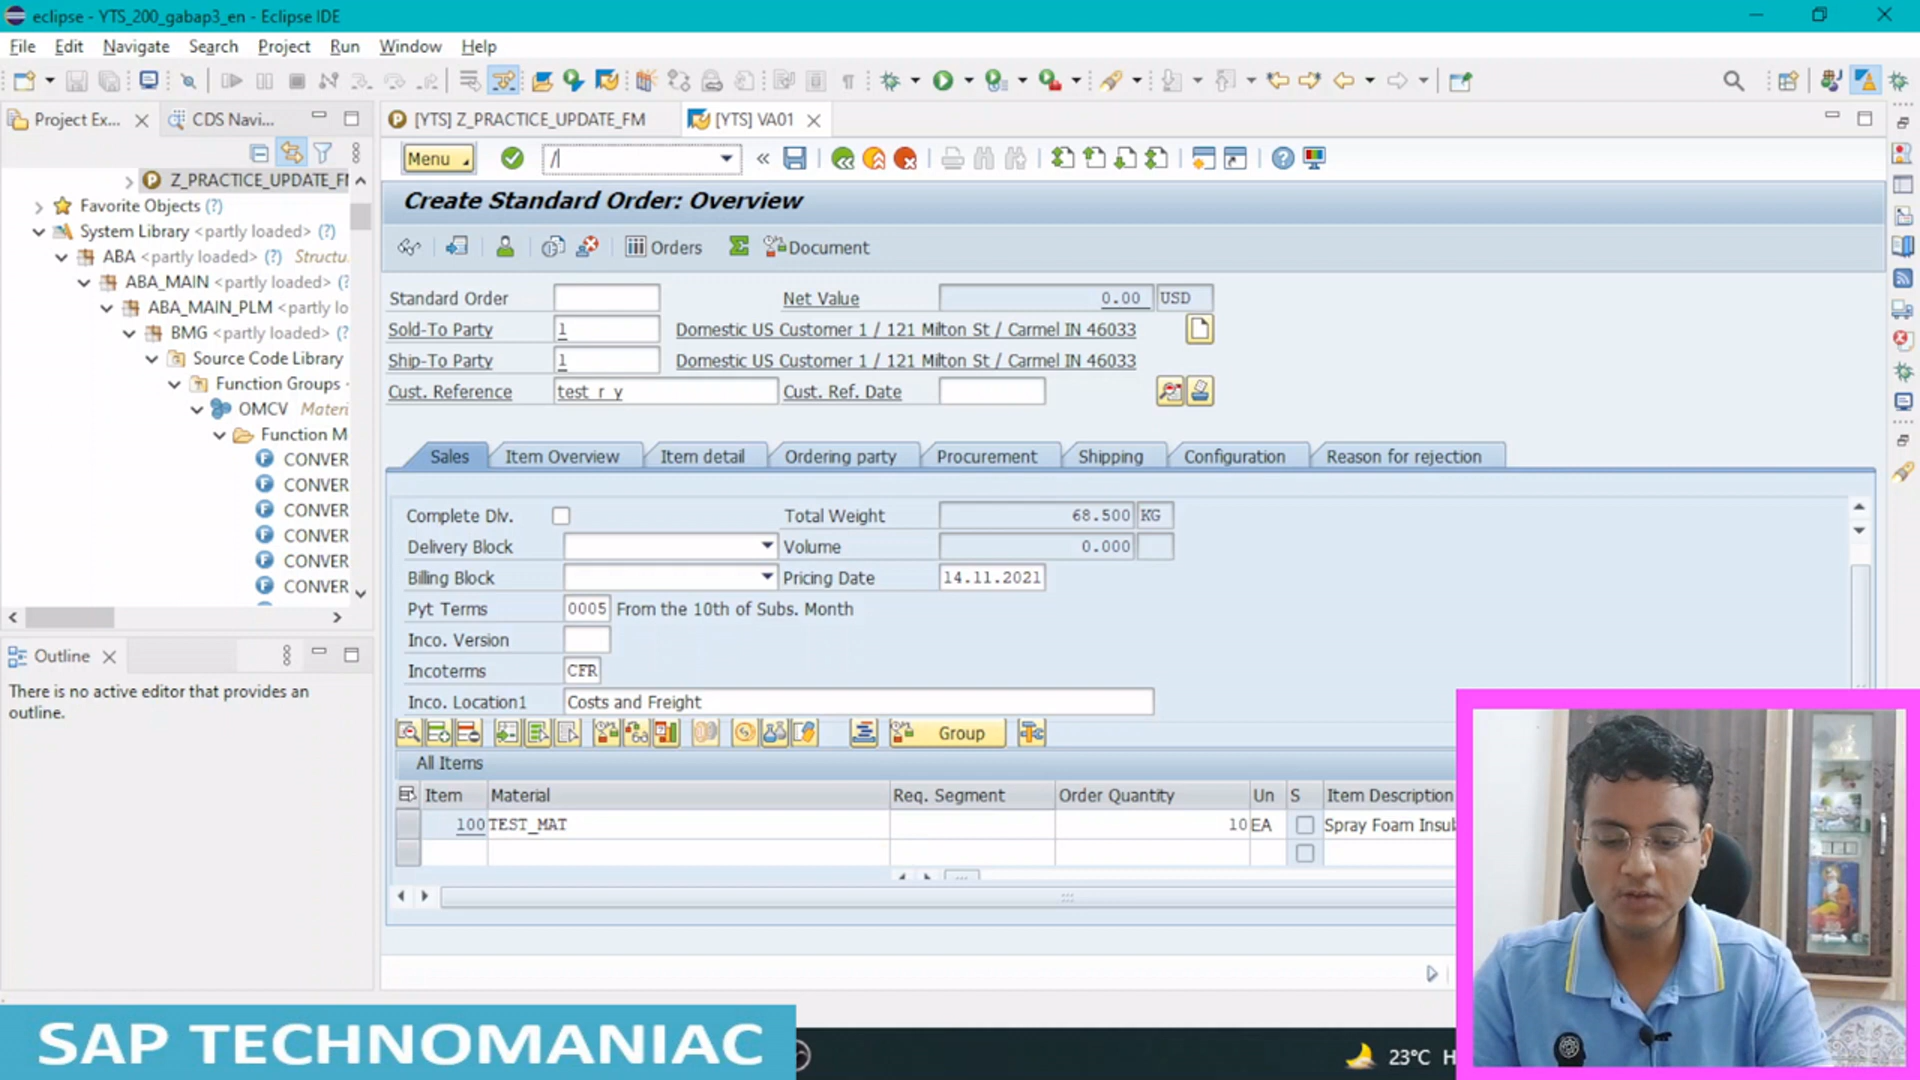 eclipse - YTS_200_gabap3_en - Eclipse IDE
File Edit Navigate Search Project Run Window Help
Project Ex... CDS Navi...
[YTS] Z_PRACTICE_UPDATE_FM [YTS] VA01
Menu /
Create Standard Order: Overview
Orders Document
Z_PRACTICE_UPDATE_F
Favorite Objects (?)
System Library <partly loaded> (?)
ABA <partly loaded> (?) Structu
ABA_MAIN <partly loaded> (?
ABA_MAIN_PLM <partly lo
BMG <partly loaded> (?
Source Code Library
Function Groups -
OMCV Materi
Function M
CONVER
CONVER
CONVER
CONVER
CONVER
CONVER
Outline
There is no active editor that provides an
outline.
Standard Order Net Value 0.00 USD
Sold-To Party 1 Domestic US Customer 1 / 121 Milton St / Carmel IN 46033
Ship-To Party 1 Domestic US Customer 1 / 121 Milton St / Carmel IN 46033
Cust. Reference test_r_y Cust. Ref. Date
Sales Item Overview Item detail Ordering party Procurement Shipping Configuration Reason for rejection
Complete Dlv. Total Weight 68.500 KG
Delivery Block Volume 0.000
Billing Block Pricing Date 14.11.2021
Pyt Terms 0005 From the 10th of Subs. Month
Inco. Version
Incoterms CFR
Inco. Location1 Costs and Freight
Group
All Items
Item Material Req. Segment Order Quantity Un S Item Description
100 TEST_MAT 10 EA Spray Foam Insul
SAP TECHNOMANIAC
23°C H